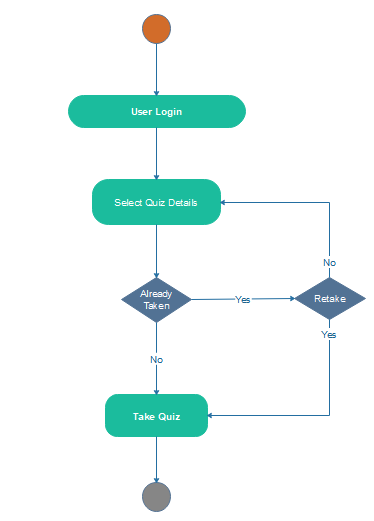 User Login
Select Quiz Details
No
Already
Taken
Yes
Retake
Yes
No
Take Quiz